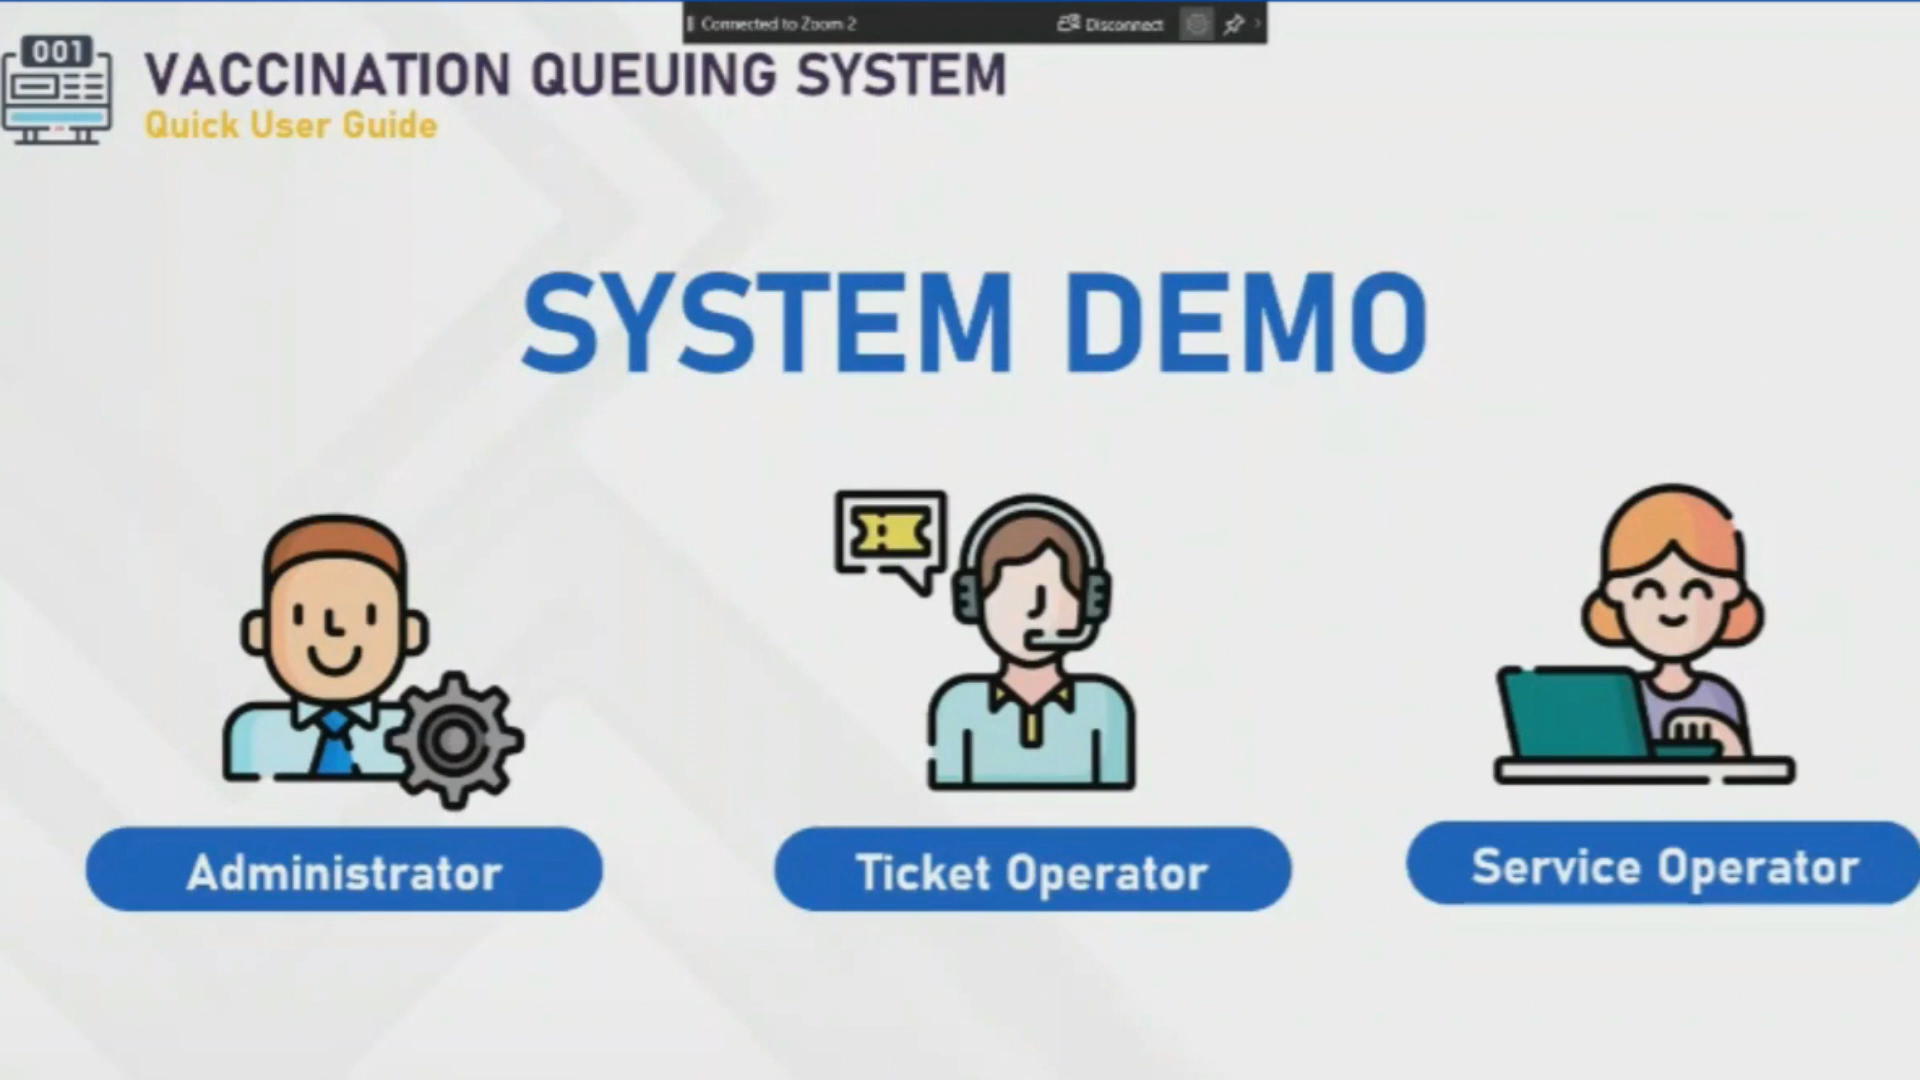 Connected to Zoom 2
Disconnect
001
VACCINATION QUEUING SYSTEM
Quick User Guide
SYSTEM DEMO
Administrator
Ticket Operator
Service Operator